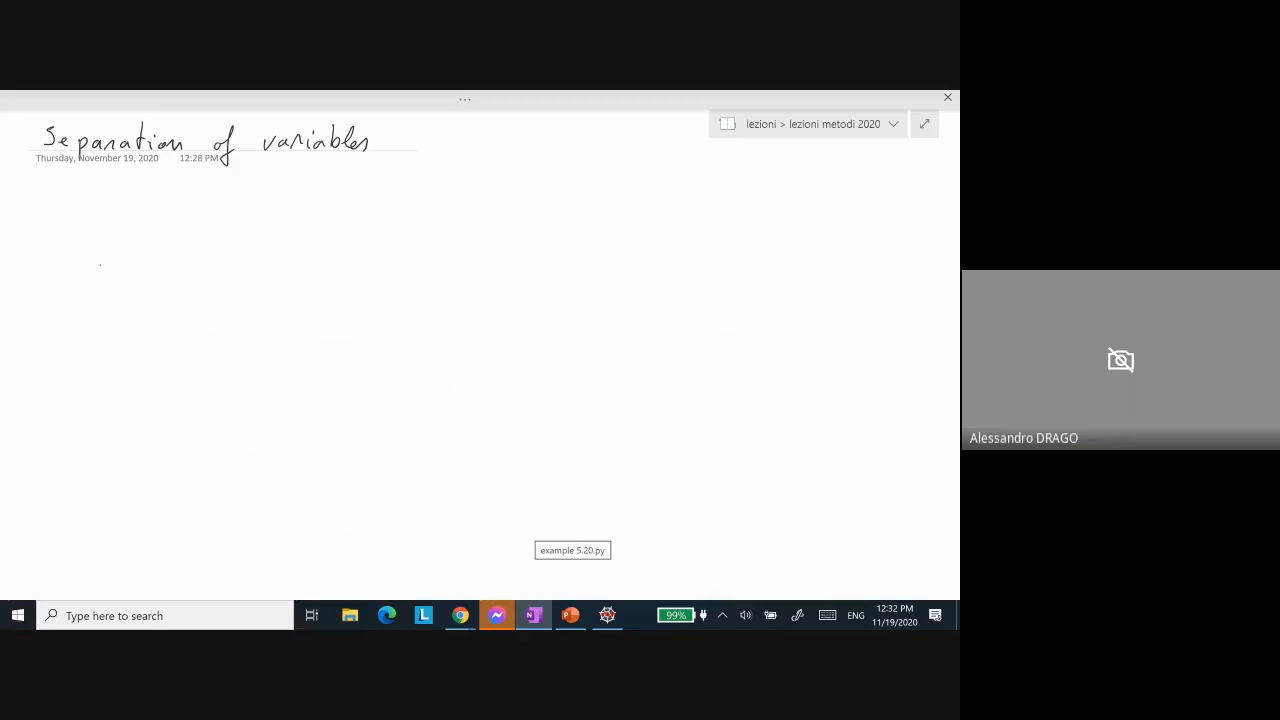 ...
lezioni > lezioni metodi 2020
Separation of variables
Thursday, November 19, 2020 12:28 PM
Alessandro DRAGO
example 5.20.py
Type here to search
L
N
P
99%
ENG
12:32 PM
11/19/2020